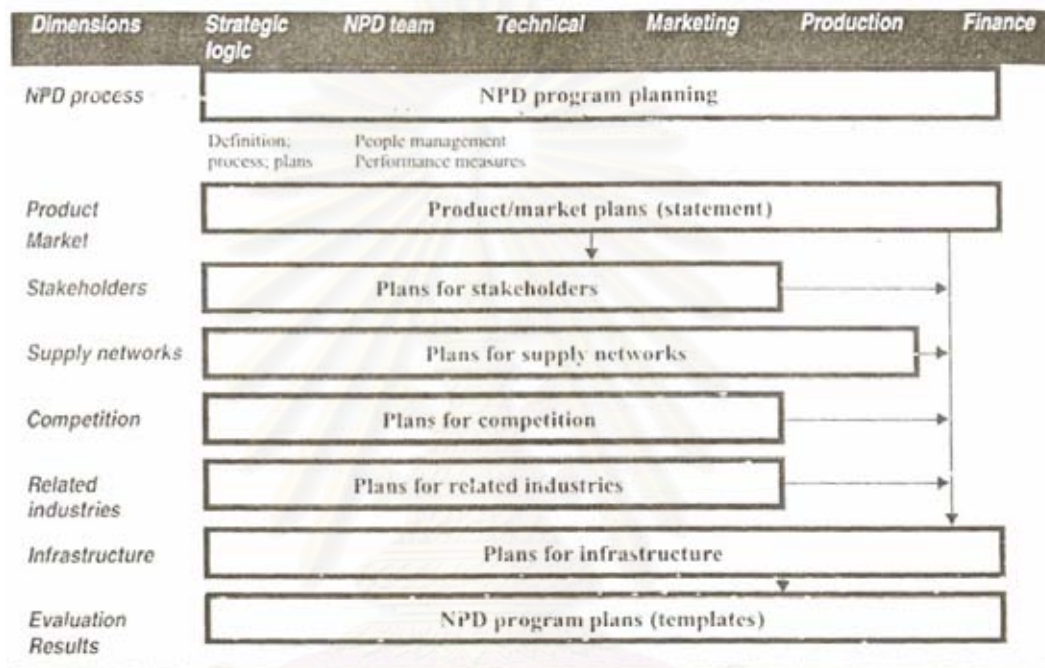 Dimensions Strategic logic NPD team Technical Marketing Production Finance
NPD process
NPD program planning
Definition; People management
process; plans Performance measures
Product
Market
Product/market plans (statement)
Stakeholders
Plans for stakeholders
Supply networks
Plans for supply networks
Competition
Plans for competition
Related
industries
Plans for related industries
Infrastructure
Plans for infrastructure
Evaluation
Results
NPD program plans (templates)